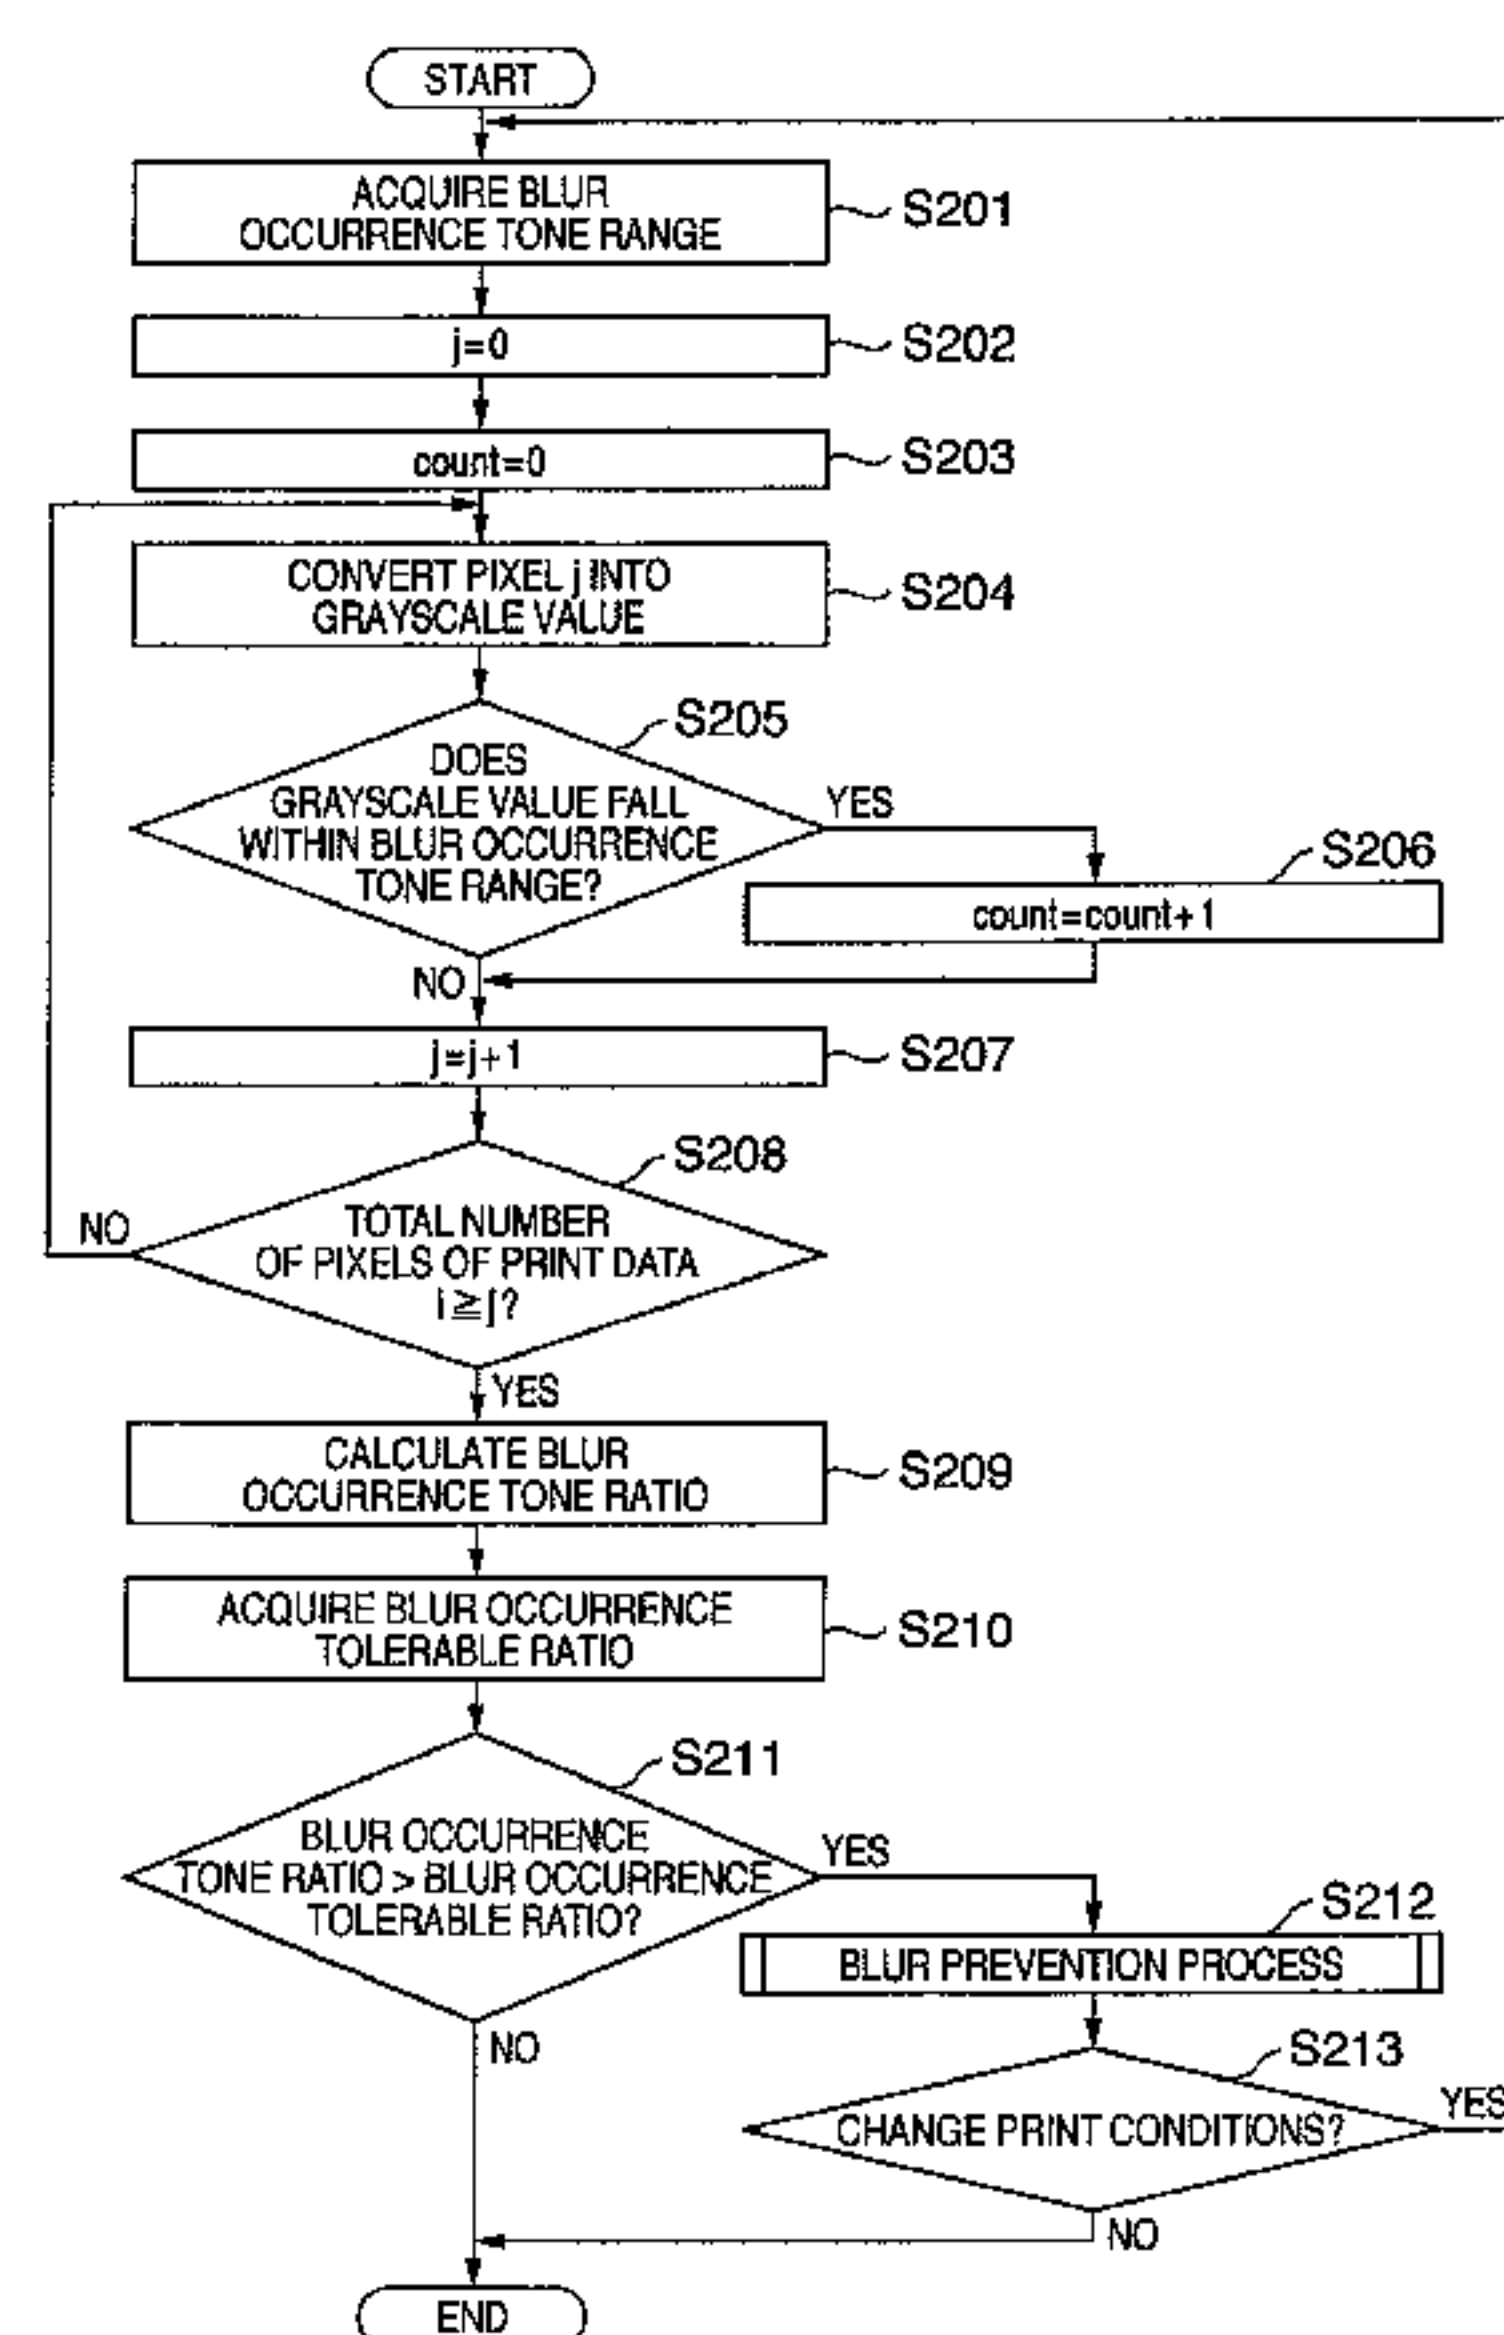 START
ACQUIRE BLUR
OCCURRENCE TONE RANGE
S201
j=0
S202
count=0
S203
CONVERT PIXEL j INTO
GRAYSCALE VALUE
S204
S205
DOES
GRAYSCALE VALUE FALL
WITHIN BLUR OCCURRENCE
TONE RANGE?
YES
S206
count=count+1
NO
j=j+1
S207
S208
TOTAL NUMBER
OF PIXELS OF PRINT DATA
i≧j?
NO
YES
CALCULATE BLUR
OCCURRENCE TONE RATIO
S209
ACQUIRE BLUR OCCURRENCE
TOLERABLE RATIO
S210
S211
BLUR OCCURRENCE
TONE RATIO > BLUR OCCURRENCE
TOLERABLE RATIO?
YES
S212
BLUR PREVENTION PROCESS
NO
S213
CHANGE PRINT CONDITIONS?
YES
NO
END